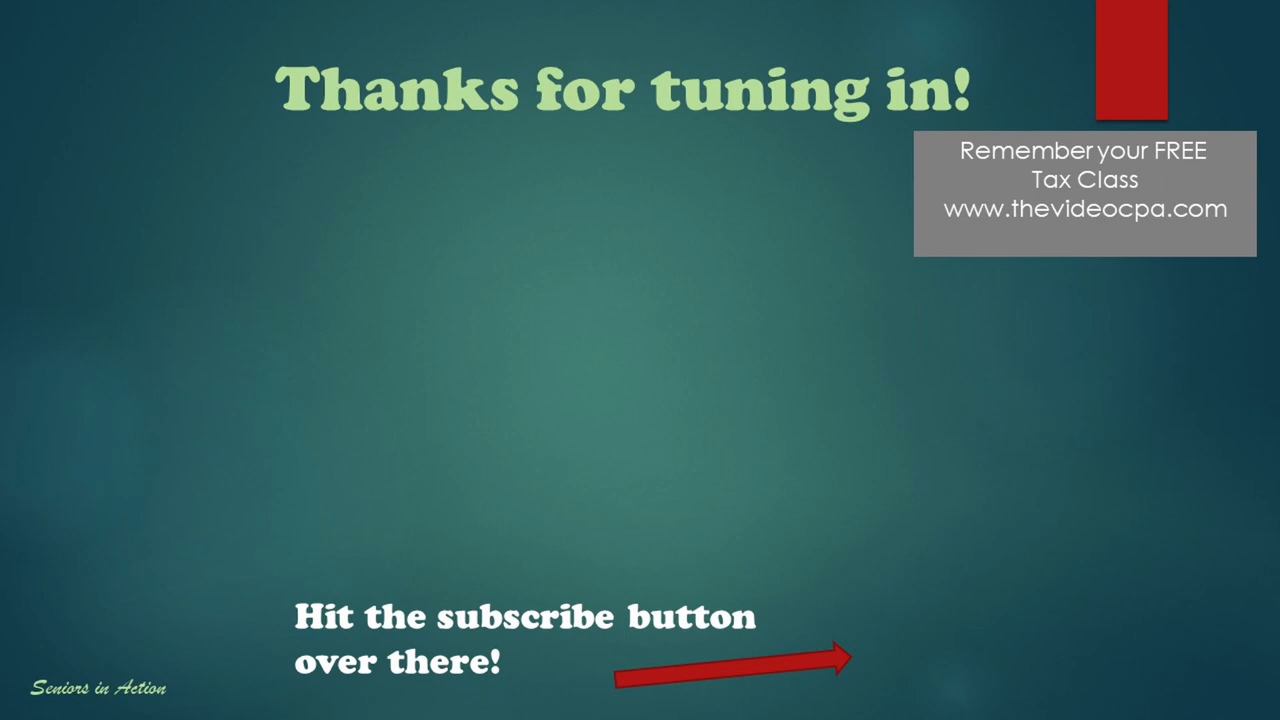 Thanks for tuning in!
Remember your FREE
Tax Class
www.thevideocpa.com
Hit the subscribe button
over there!
Seniors in Action